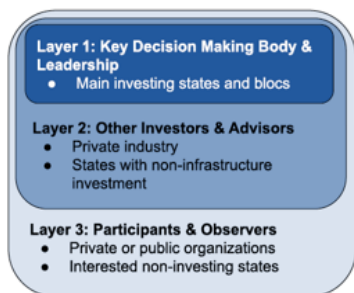 Layer 1: Key Decision Making Body &
Leadership
● Main investing states and blocs
Layer 2: Other Investors & Advisors
● Private industry
● States with non-infrastructure
investment
Layer 3: Participants & Observers
● Private or public organizations
● Interested non-investing states